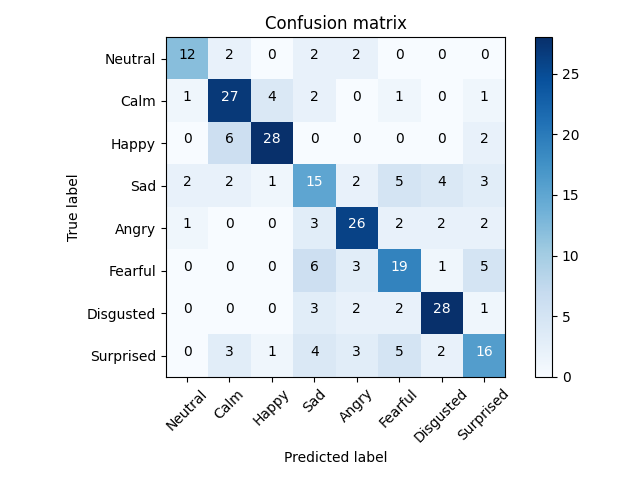 Confusion matrix
Neutral 12 2 0 2 2 0 0 0
Calm 1 27 4 2 0 1 0 1
Happy 0 6 28 0 0 0 0 2
Sad 2 2 1 15 2 5 4 3
Angry 1 0 0 3 26 2 2 2
Fearful 0 0 0 6 3 19 1 5
Disgusted 0 0 0 3 2 2 28 1
Surprised 0 3 1 4 3 5 2 16
Neutral Calm Happy Sad Angry Fearful Disgusted Surprised
Predicted label
True label
25
20
15
10
5
0